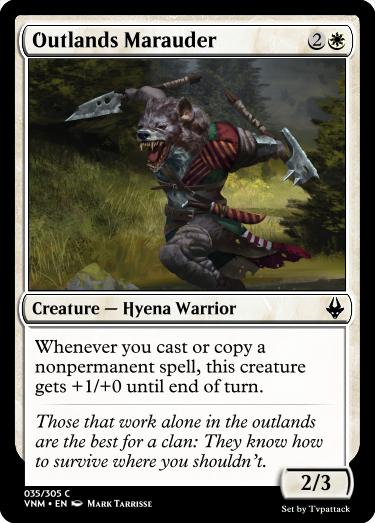 Outlands Marauder 2
Creature — Hyena Warrior
Whenever you cast or copy a
nonpermanent spell, this creature
gets +1/+0 until end of turn.
Those that work alone in the outlands
are the best for a clan: They know how
to survive where you shouldn't.
2/3
035/305 C
VNM • EN Mark Tarrisse
Set by Tvpattack